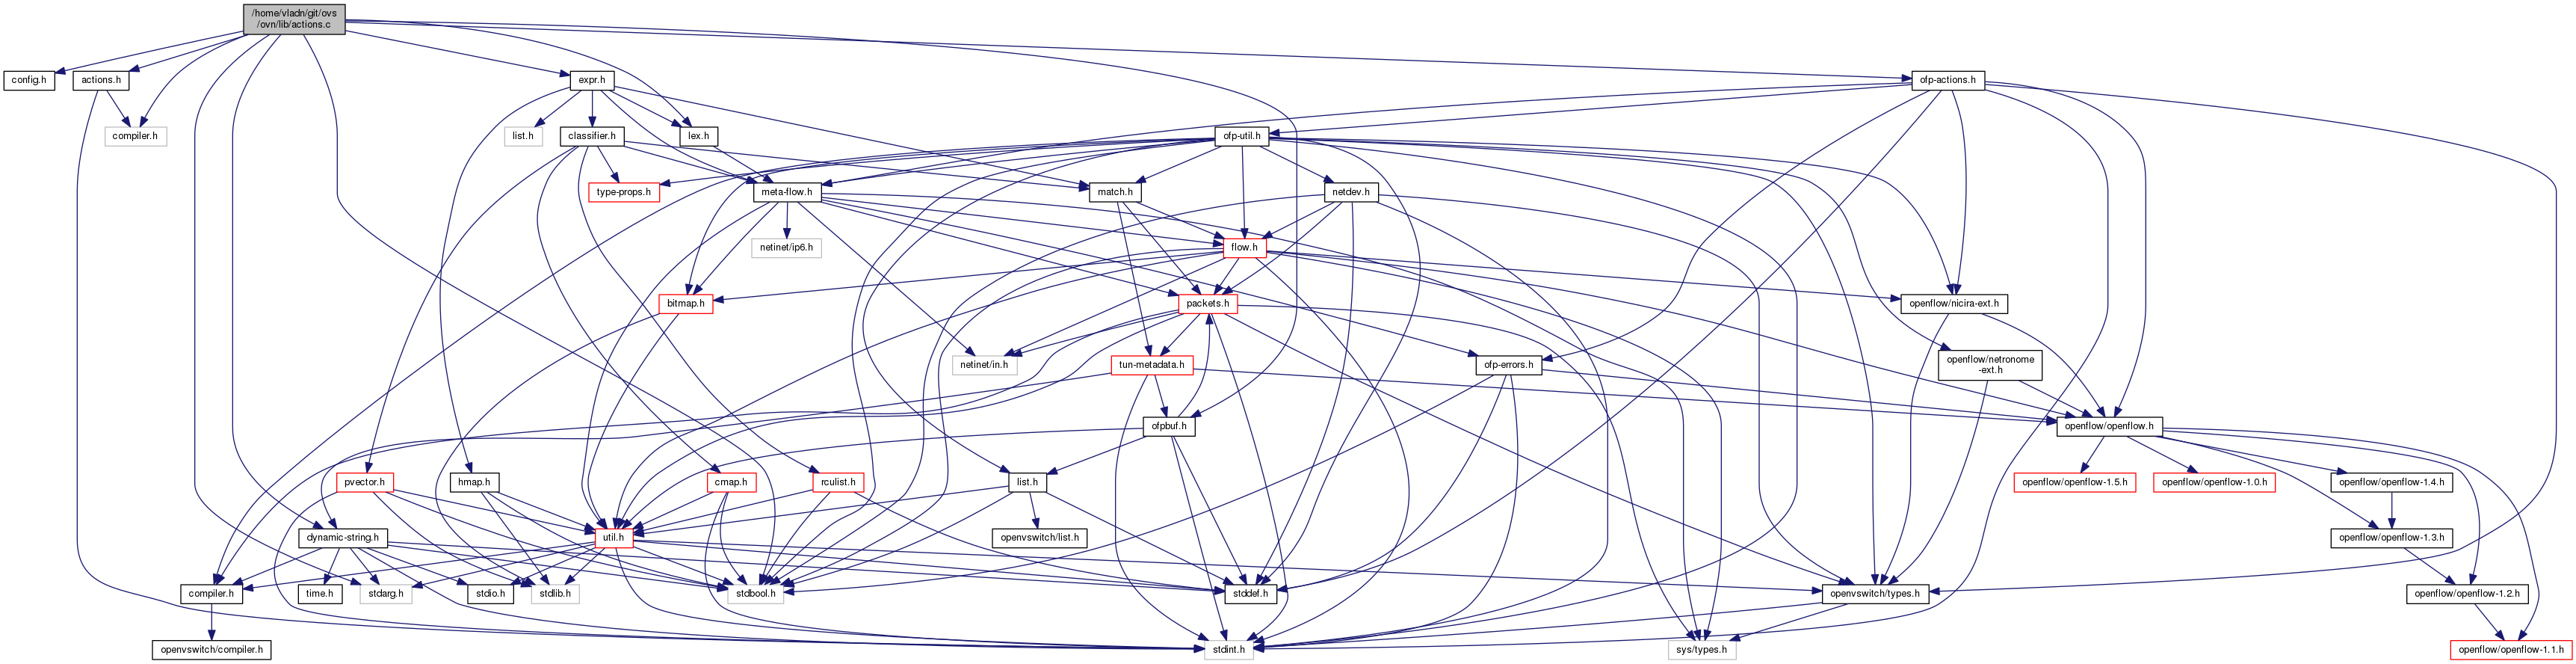 /home/vladn/git/ovs
/ovn/lib/actions.c
config.h
actions.h
expr.h
ofp-actions.h
compiler.h
list.h
classifier.h
lex.h
ofp-util.h
type-props.h
meta-flow.h
match.h
netdev.h
netinet/ip6.h
flow.h
bitmap.h
packets.h
openflow/nicira-ext.h
netinet/in.h
tun-metadata.h
ofp-errors.h
openflow/netronome
-ext.h
ofpbuf.h
openflow/openflow.h
pvector.h
hmap.h
cmap.h
rculist.h
list.h
openflow/openflow-1.5.h
openflow/openflow-1.0.h
openflow/openflow-1.4.h
dynamic-string.h
util.h
openvswitch/list.h
openflow/openflow-1.3.h
compiler.h
time.h
stdarg.h
stdio.h
stdlib.h
stdbool.h
stddef.h
openvswitch/types.h
openflow/openflow-1.2.h
openvswitch/compiler.h
stdint.h
sys/types.h
openflow/openflow-1.1.h